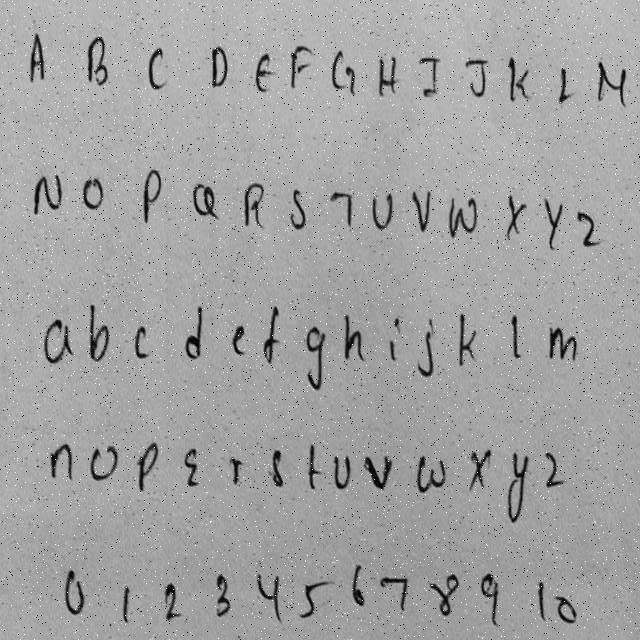 A B C D E F G H I J K L M
N O P Q R S T U V W X Y Z
a b c d e f g h i j k l m
n o p q r s t u v w x y z
0 1 2 3 4 5 6 7 8 9 10